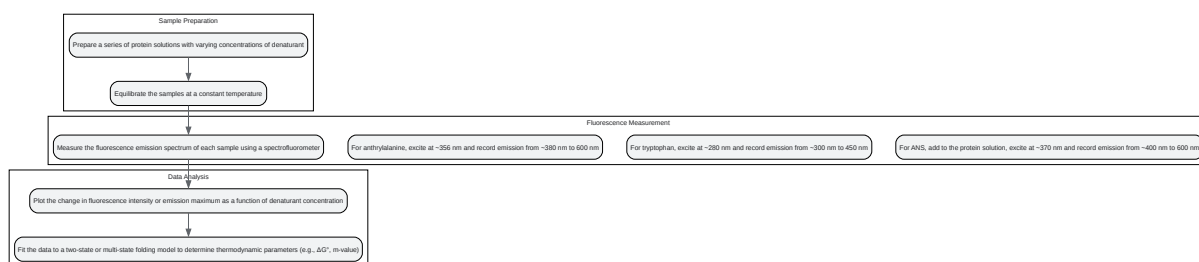 Sample Preparation
Prepare a series of protein solutions with varying concentrations of denaturant
Equilibrate the samples at a constant temperature
Fluorescence Measurement
Measure the fluorescence emission spectrum of each sample using a spectrofluorometer
For anthrylalanine, excite at ~356 nm and record emission from ~380 nm to 600 nm
For tryptophan, excite at ~280 nm and record emission from ~300 nm to 450 nm
For ANS, add to the protein solution, excite at ~370 nm and record emission from ~400 nm to 600 nm
Data Analysis
Plot the change in fluorescence intensity or emission maximum as a function of denaturant concentration
Fit the data to a two-state or multi-state folding model to determine thermodynamic parameters (e.g., ΔG°, m-value)